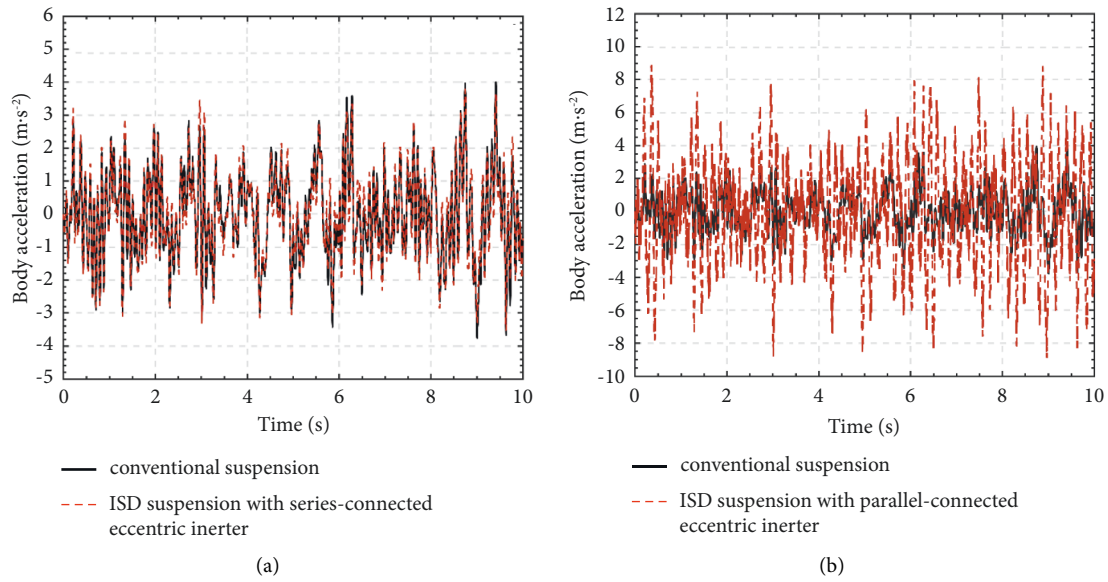 6
5
4
3
2
1
0
-1
-2
-3
-4
-5
Body acceleration (m·s-2)
0 2 4 6 8 10
Time (s)
conventional suspension
ISD suspension with series-connected
eccentric inerter
(a)
12
10
8
6
4
2
0
-2
-4
-6
-8
-10
Body acceleration (m·s-2)
0 2 4 6 8 10
Time (s)
conventional suspension
ISD suspension with parallel-connected
eccentric inerter
(b)